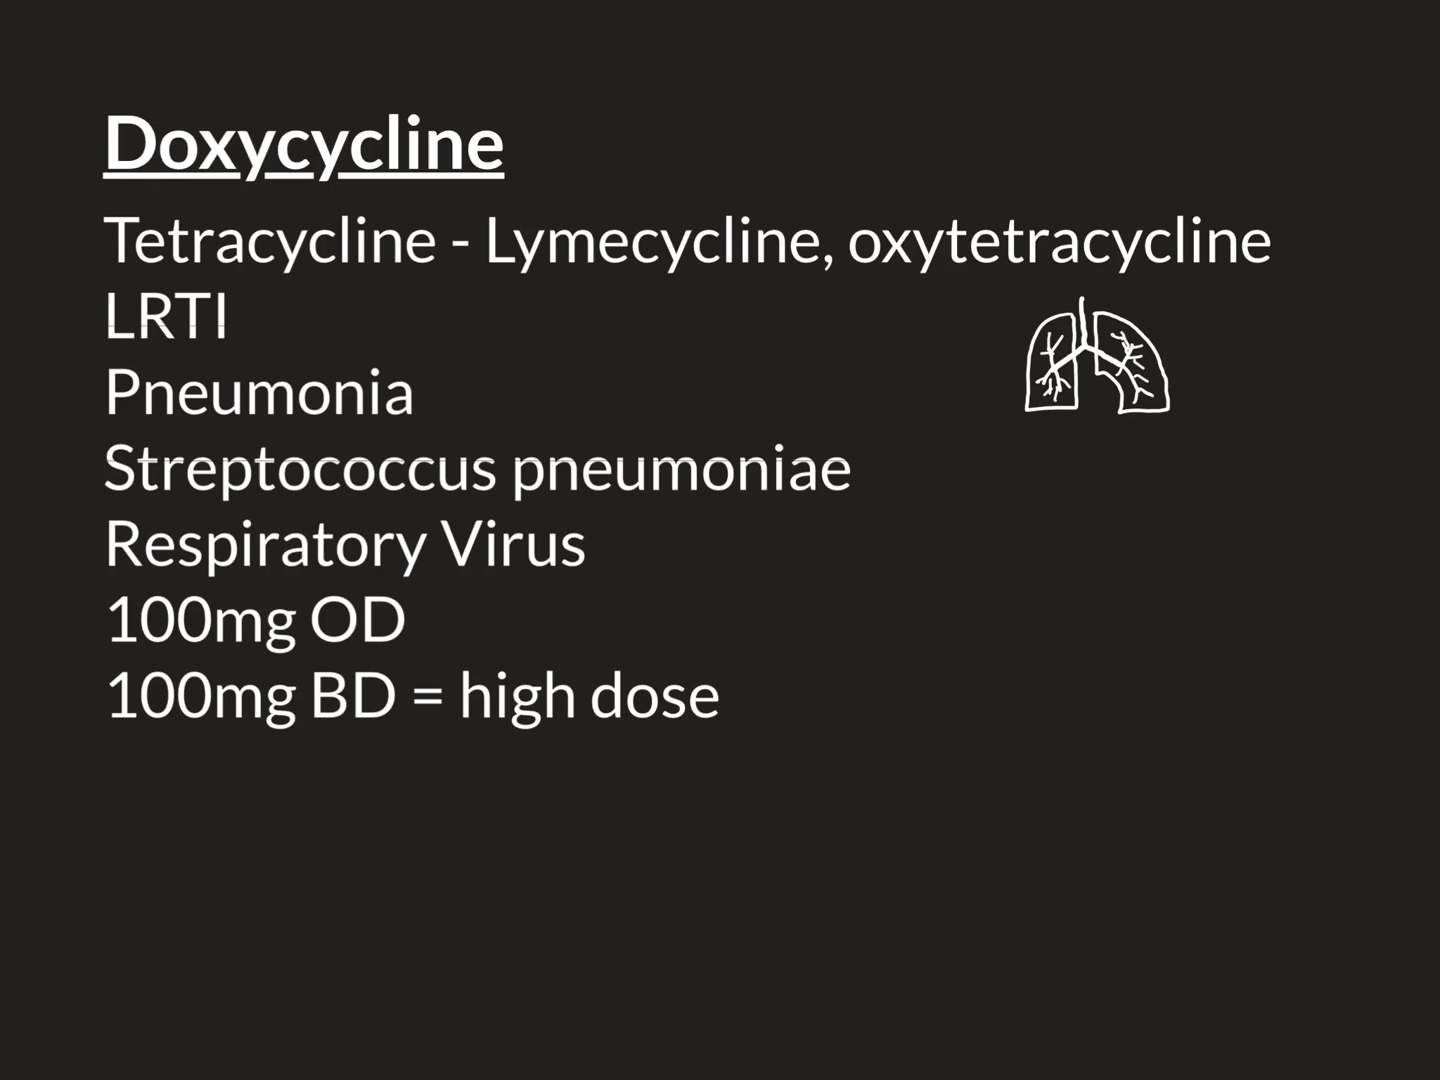 Doxycycline
Tetracycline - Lymecycline, oxytetracycline
LRTI
Pneumonia
Streptococcus pneumoniae
Respiratory Virus
100mg OD
100mg BD = high dose